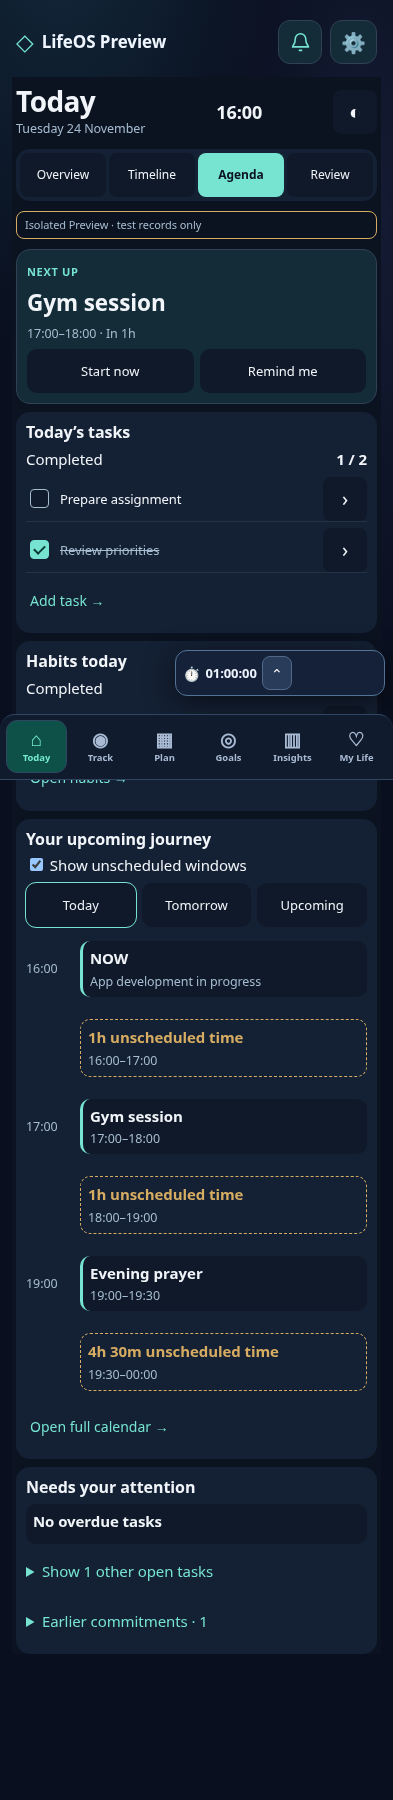 LifeOS Preview
Today
Tuesday 24 November
16:00
Overview
Timeline
Agenda
Review
Isolated Preview · test records only
NEXT UP
Gym session
17:00–18:00 · In 1h
Start now
Remind me
Today’s tasks
Completed
1 / 2
Prepare assignment
›
Review priorities
›
Add task →
Habits today
Completed
01:00:00
Today
Track
Plan
Goals
Insights
My Life
Your upcoming journey
Show unscheduled windows
Today
Tomorrow
Upcoming
16:00
NOW
App development in progress
1h unscheduled time
16:00–17:00
17:00
Gym session
17:00–18:00
1h unscheduled time
18:00–19:00
19:00
Evening prayer
19:00–19:30
4h 30m unscheduled time
19:30–00:00
Open full calendar →
Needs your attention
No overdue tasks
Show 1 other open tasks
Earlier commitments · 1